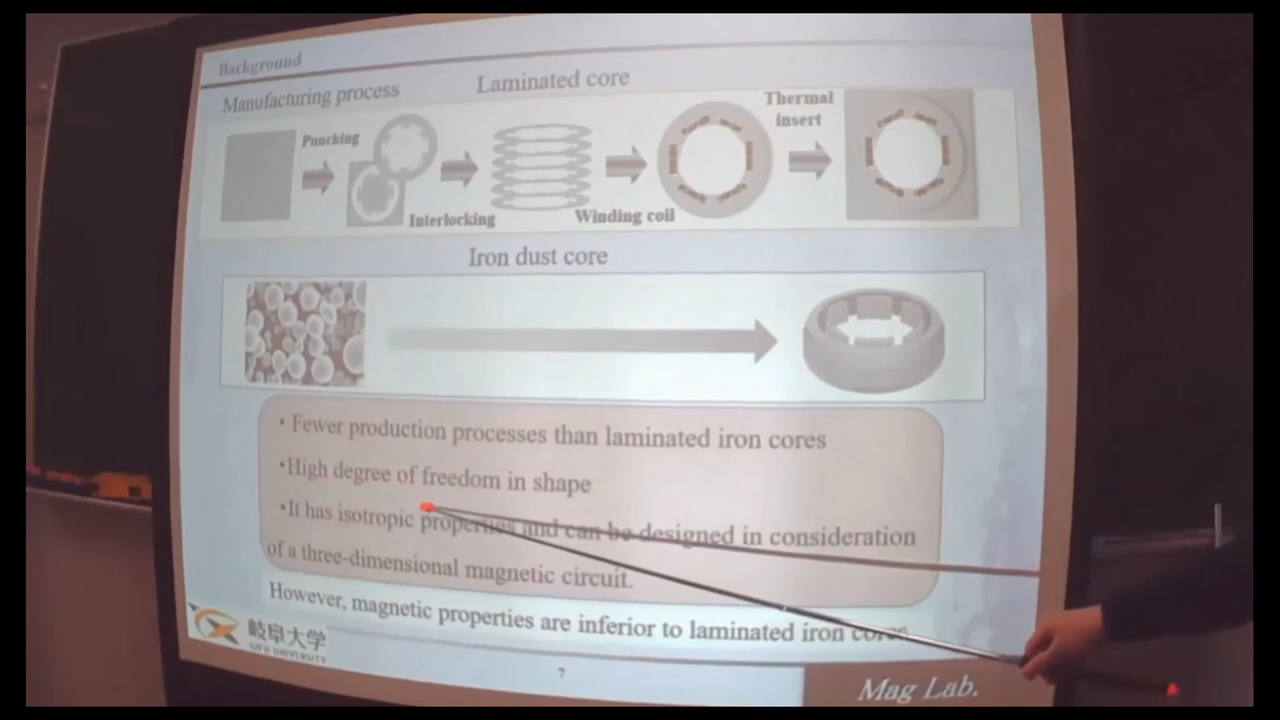 Background
Manufacturing process
Laminated core
Punching
Interlocking
Winding coil
Thermal
insert
Iron dust core
• Fewer production processes than laminated iron cores
•High degree of freedom in shape
•It has isotropic properties and can be designed in consideration
of a three-dimensional magnetic circuit.
However, magnetic properties are inferior to laminated iron cores
岐阜大学
GIFU UNIVERSITY
7
Mag Lab.